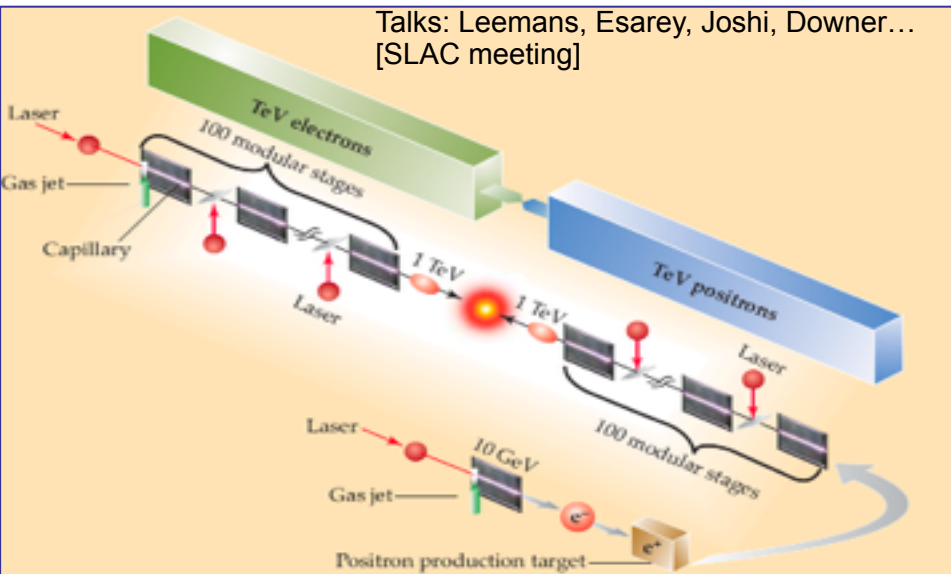 Talks: Leemans, Esarey, Joshi, Downer…
[SLAC meeting]
TeV electrons
Laser
100 modular stages
Gas jet
Capillary
1 TeV
TeV positrons
Laser
1 TeV
Laser
Laser
10 GeV
100 modular stages
Gas jet
e–
e+
Positron production target